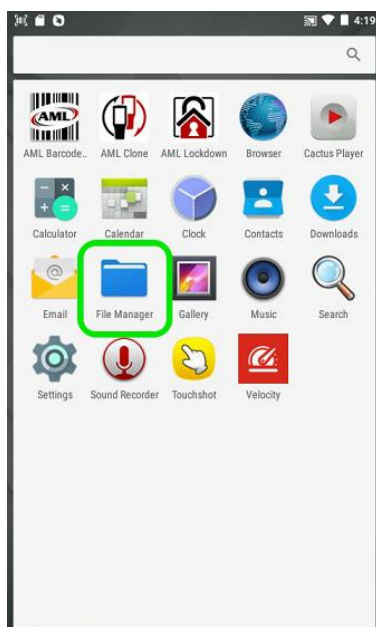 4:19
AML
AML Barcode..
AML Clone
AML Lockdown
Browser
Cactus Player
Calculator
Calendar
Clock
Contacts
Downloads
Email
File Manager
Gallery
Music
Search
Settings
Sound Recorder
Touchshot
Velocity